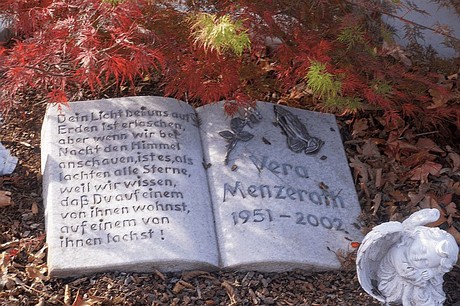 Dein Licht bei uns auf
Erden ist erloschen,
aber wenn wir bei
Nacht den Himmel
anschauen, ist es, als
lachten alle Sterne,
weil wir wissen,
daß Du auf einem
von ihnen wohnst,
auf einem von
ihnen lachst!
Vera
Menzerath
1951-2002